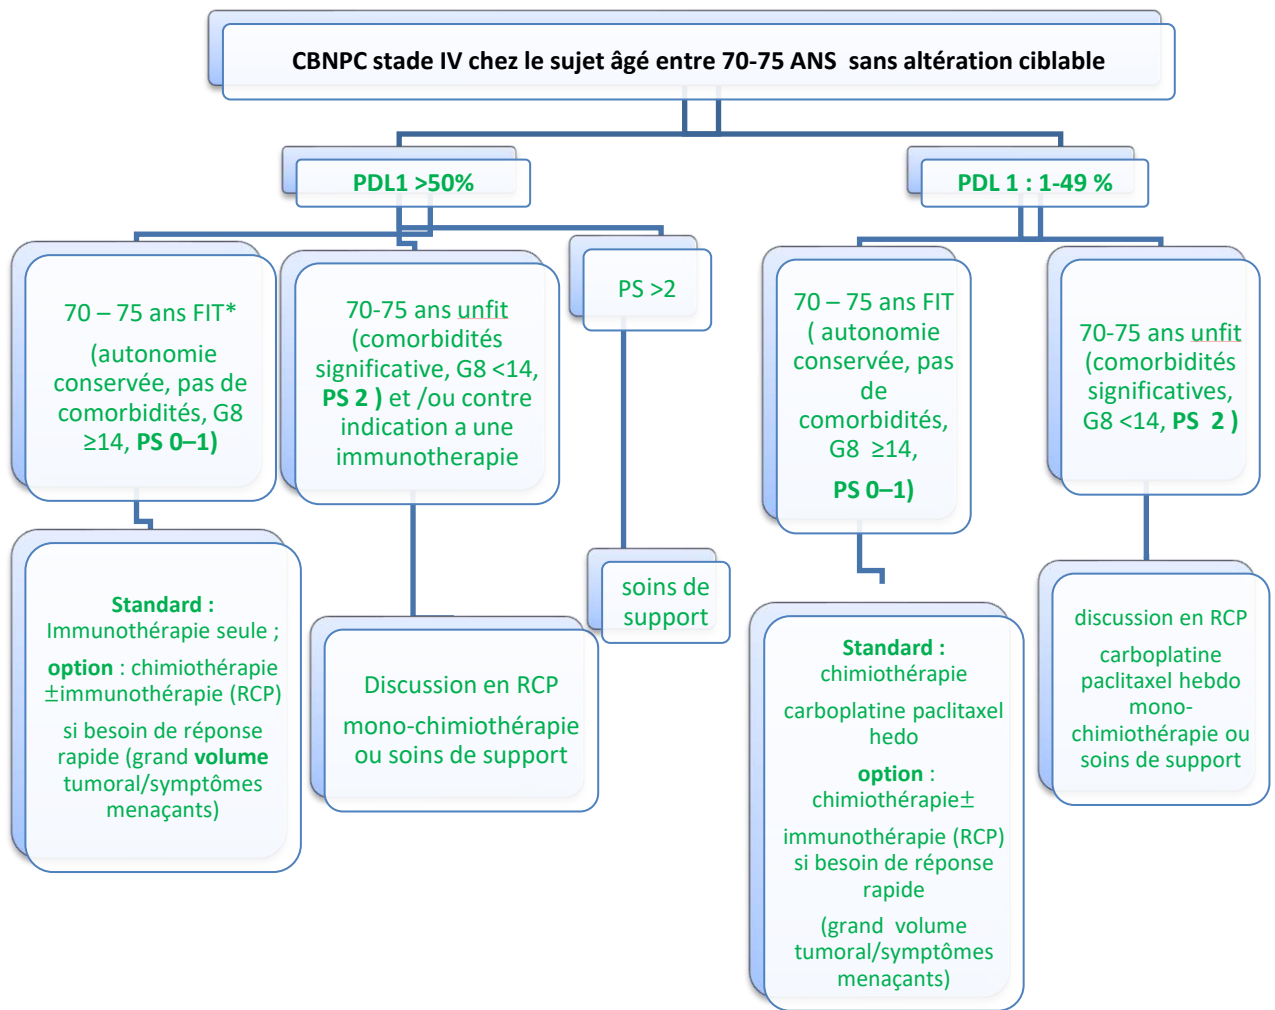 CBNPC stade IV chez le sujet âgé entre 70-75 ANS sans altération ciblable
PDL1 >50%
PDL 1 : 1-49 %
70 – 75 ans FIT*
(autonomie
conservée, pas de
comorbidités, G8
≥14, PS 0–1)
70-75 ans unfit
(comorbidités
significative, G8 <14,
PS 2 ) et /ou contre
indication a une
immunotherapie
PS >2
70 – 75 ans FIT
( autonomie
conservée, pas
de
comorbidités,
G8 ≥14,
PS 0–1)
70-75 ans unfit
(comorbidités
significatives,
G8 <14, PS 2 )
Standard :
Immunothérapie seule ;
option : chimiothérapie
±immunothérapie (RCP)
si besoin de réponse
rapide (grand volume
tumoral/symptômes
menaçants)
Discussion en RCP
mono-chimiothérapie
ou soins de support
soins de
support
Standard :
chimiothérapie
carboplatine paclitaxel
hedo
option :
chimiothérapie±
immunothérapie (RCP)
si besoin de réponse
rapide
(grand volume
tumoral/symptômes
menaçants)
discussion en RCP
carboplatine
paclitaxel hebdo
mono-
chimiothérapie ou
soins de support